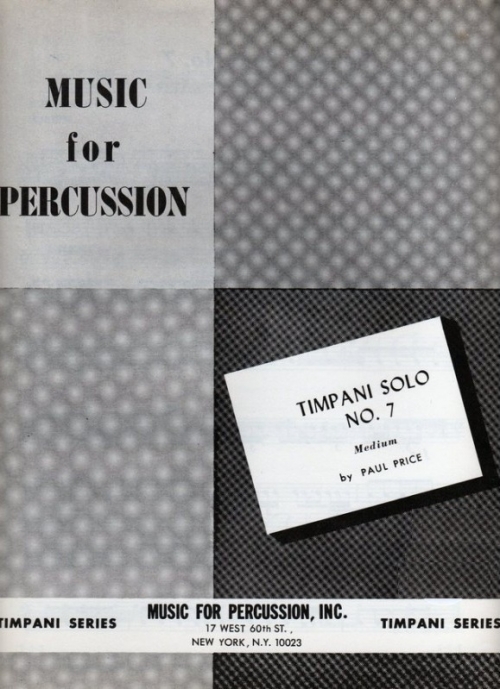 MUSIC
for
PERCUSSION
TIMPANI SOLO
NO. 7
Medium
by PAUL PRICE
TIMPANI SERIES
MUSIC FOR PERCUSSION, INC.
17 WEST 60th ST.,
NEW YORK, N.Y. 10023
TIMPANI SERIES